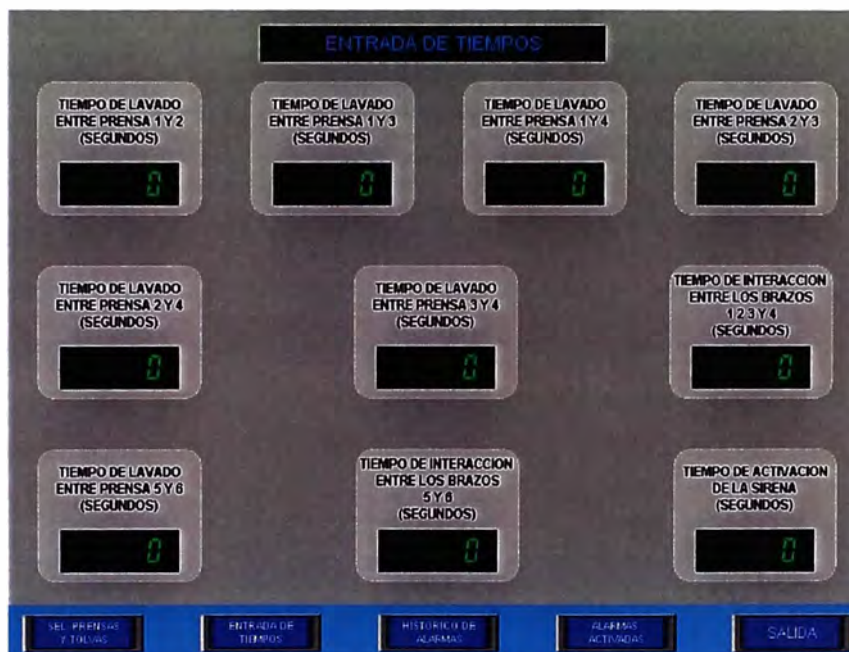 ENTRADA DE TIEMPOS
TIEMPO DE LAVADO
ENTRE PRENSA 1 Y 2
(SEGUNDOS)
0
TIEMPO DE LAVADO
ENTRE PRENSA 1 Y 3
(SEGUNDOS)
0
TIEMPO DE LAVADO
ENTRE PRENSA 1 Y 4
(SEGUNDOS)
0
TIEMPO DE LAVADO
ENTRE PRENSA 2 Y 3
(SEGUNDOS)
0
TIEMPO DE LAVADO
ENTRE PRENSA 2 Y 4
(SEGUNDOS)
0
TIEMPO DE LAVADO
ENTRE PRENSA 3 Y 4
(SEGUNDOS)
0
TIEMPO DE INTERACCION
ENTRE LOS BRAZOS
1 2 3 Y 4
(SEGUNDOS)
0
TIEMPO DE LAVADO
ENTRE PRENSA 5 Y 6
(SEGUNDOS)
0
TIEMPO DE INTERACCION
ENTRE LOS BRAZOS
5 Y 6
(SEGUNDOS)
0
TIEMPO DE ACTIVACION
DE LA SIRENA
(SEGUNDOS)
0
SEL. PRENSAS
Y TOLVAS
ENTRADA DE
TIEMPOS
HISTORICO DE
ALARMAS
ALARMAS
ACTIVADAS
SALIDA